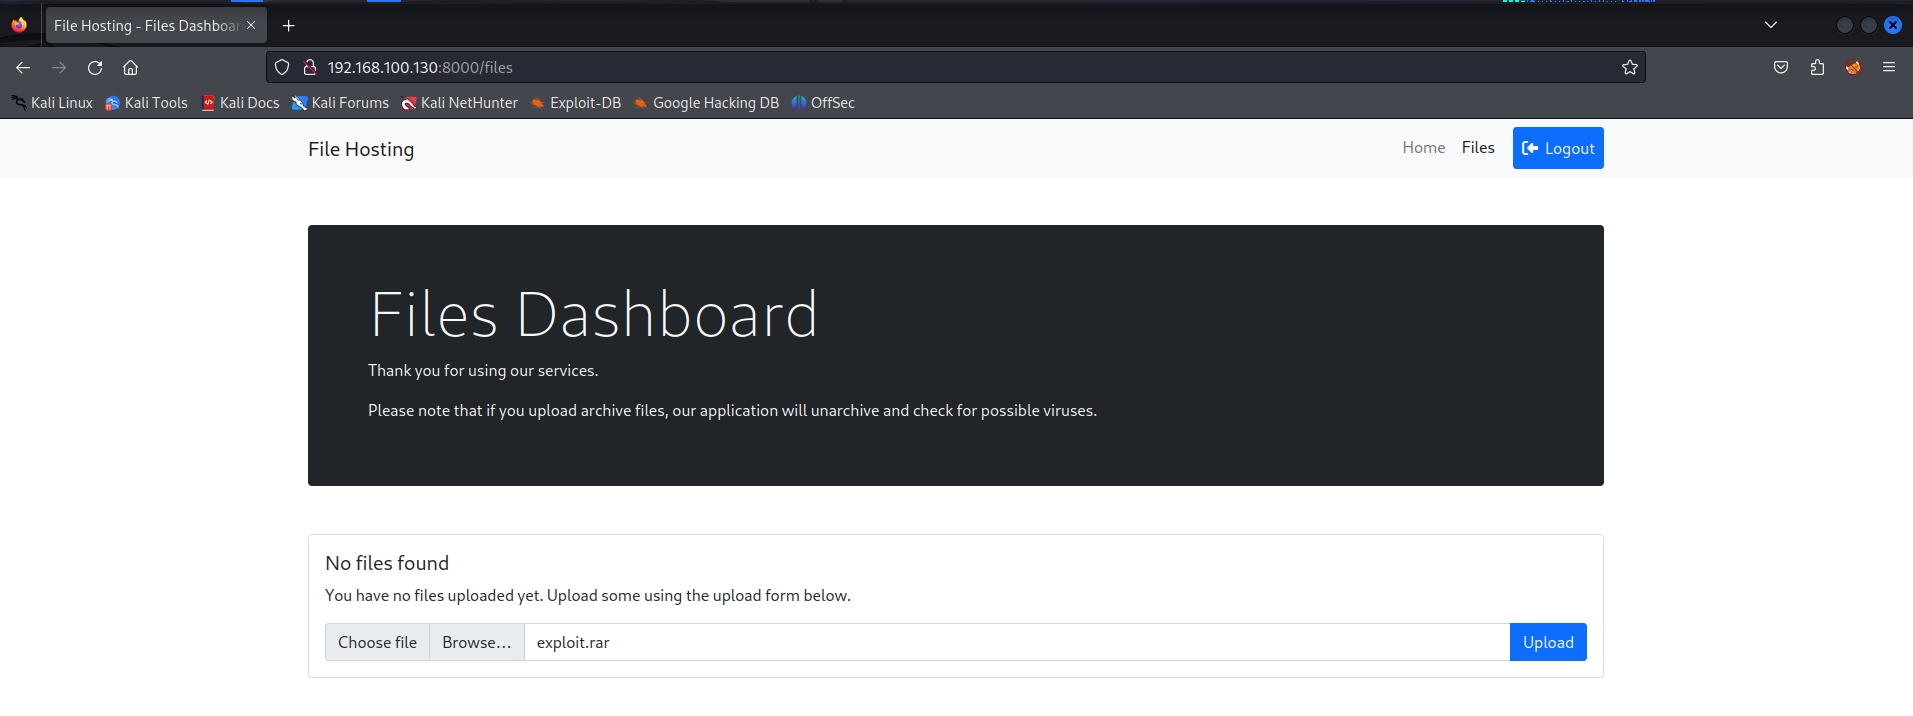 File Hosting - Files Dashboar
192.168.100.130:8000/files
Kali Linux Kali Tools Kali Docs Kali Forums Kali NetHunter Exploit-DB Google Hacking DB OffSec
File Hosting Home Files Logout
Files Dashboard
Thank you for using our services.
Please note that if you upload archive files, our application will unarchive and check for possible viruses.
No files found
You have no files uploaded yet. Upload some using the upload form below.
Choose file Browse... exploit.rar Upload